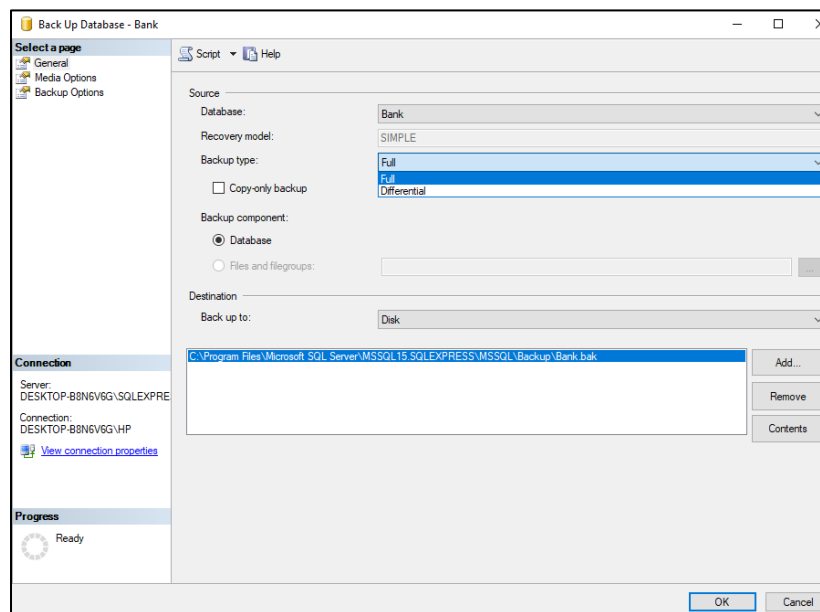 Back Up Database - Bank
Select a page
General
Media Options
Backup Options
Script Help
Source
Database: Bank
Recovery model: SIMPLE
Backup type: Full
Full
Differential
Copy-only backup
Backup component:
Database
Files and filegroups: ...
Destination
Back up to: Disk
C:\Program Files\Microsoft SQL Server\MSSQL15.SQLEXPRESS\MSSQL\Backup\Bank.bak
Add...
Remove
Contents
Connection
Server:
DESKTOP-B8N6V6G\SQLEXPRE
Connection:
DESKTOP-B8N6V6G\HP
View connection properties
Progress
Ready
OK Cancel